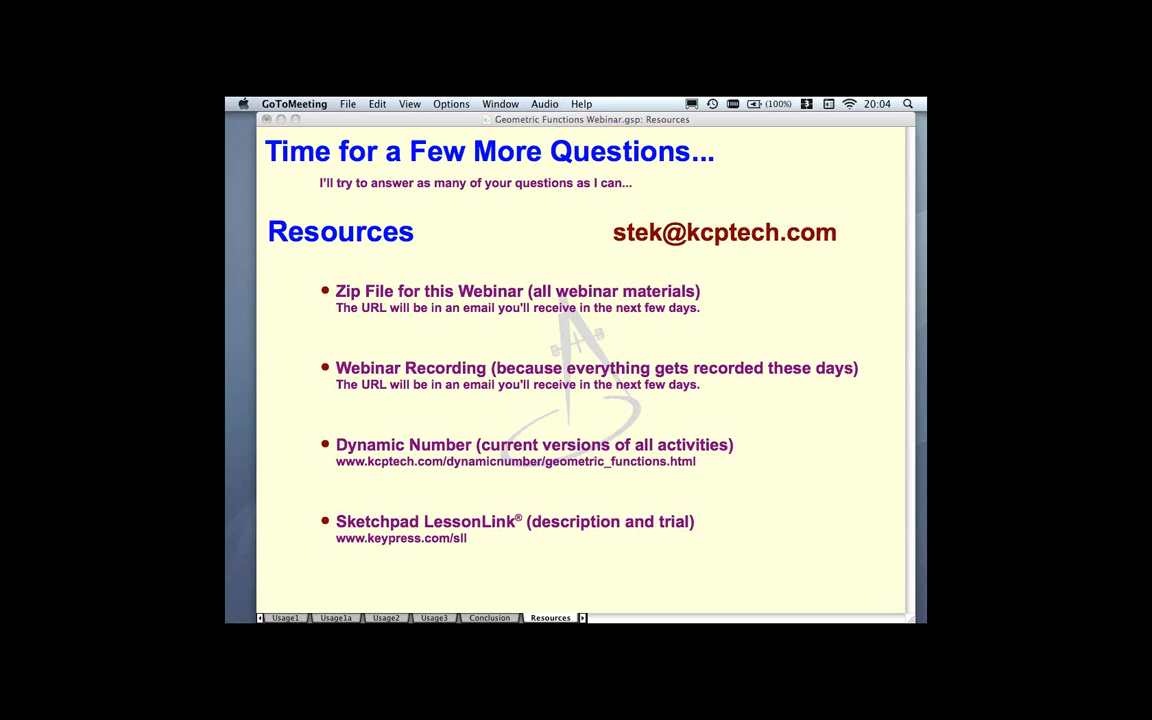 GoToMeeting File Edit View Options Window Audio Help (100%) 20:04
Geometric Functions Webinar.gsp: Resources
Time for a Few More Questions...
I'll try to answer as many of your questions as I can...
Resources stek@kcptech.com
• Zip File for this Webinar (all webinar materials)
The URL will be in an email you'll receive in the next few days.
• Webinar Recording (because everything gets recorded these days)
The URL will be in an email you'll receive in the next few days.
• Dynamic Number (current versions of all activities)
www.kcptech.com/dynamicnumber/geometric_functions.html
• Sketchpad LessonLink® (description and trial)
www.keypress.com/sll
Usage1 Usage1a Usage2 Usage3 Conclusion Resources